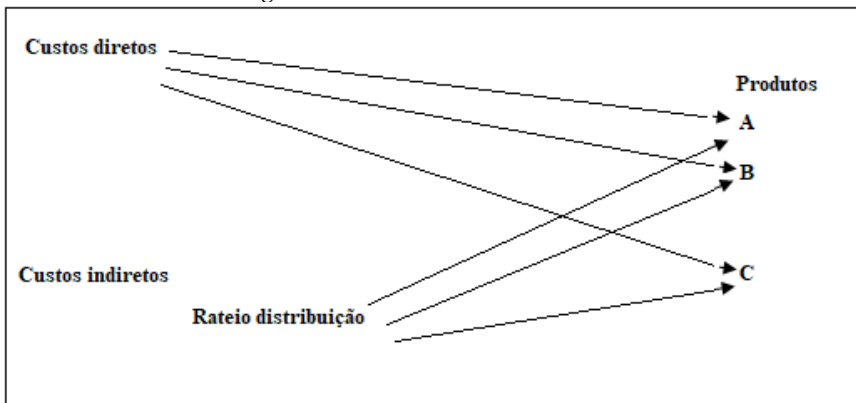 Custos diretos
Produtos
A
B
Custos indiretos
C
Rateio distribuição